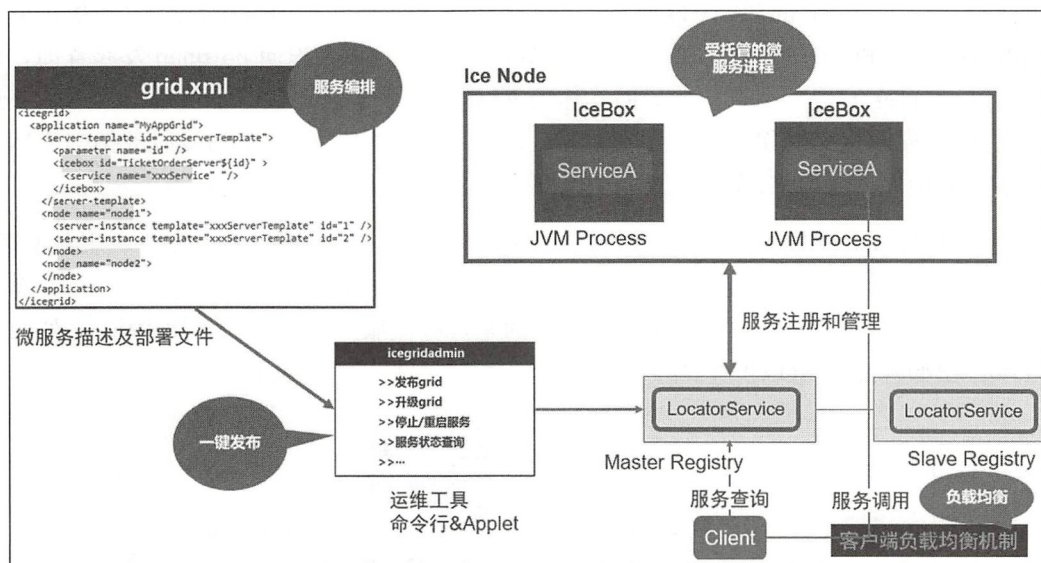 grid.xml
服务编排
<icegrid>
<application name="MyAppGrid">
<server-template id="xxxServerTemplate">
<parameter name="id" />
<icebox id="TicketOrderServer${id}" >
<service name="xxxService" "/>
</icebox>
</server-template>
<node name="node1">
<server-instance template="xxxServerTemplate" id="1" />
<server-instance template="xxxServerTemplate" id="2" />
</node>
<node name="node2">
</node>
</application>
</icegrid>
微服务描述及部署文件
受托管的微
服务进程
Ice Node
IceBox
ServiceA
JVM Process
IceBox
ServiceA
JVM Process
服务注册和管理
icegridadmin
>>发布grid
>>升级grid
>>停止/重启服务
>>服务状态查询
>>…
一键发布
运维工具
命令行&Applet
LocatorService
Master Registry
LocatorService
Slave Registry
服务查询
服务调用
负载均衡
Client
客户端负载均衡机制